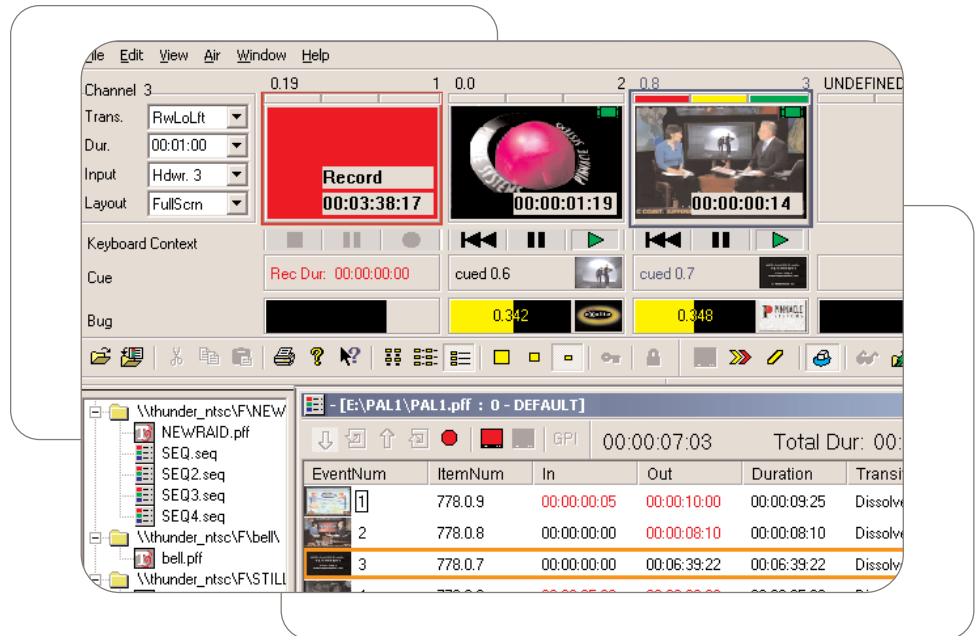 File Edit View Air Window Help
Channel 3 0.19 1 0.0 2 0.8 3 UNDEFINED
Trans. RwLoLft
Dur. 00:01:00
Input Hdwr. 3 Record
Layout FullScrn 00:03:38:17 00:00:01:19 00:00:00:14
PINNACLE SYSTEMS
Keyboard Context
Cue Rec Dur: 00:00:00:00 cued 0.6 cued 0.7
Bug 0.342 0.348 PINNACLE SYSTEMS
- [E:\PAL1\PAL1.pff : 0 - DEFAULT]
GPI 00:00:07:03 Total Dur: 00:
EventNum ItemNum In Out Duration Transi
1 778.0.9 00:00:00:05 00:00:10:00 00:00:09:25 Dissolve
2 778.0.8 00:00:00:00 00:00:08:10 00:00:08:10 Dissolve
3 778.0.7 00:00:00:00 00:06:39:22 00:06:39:22 Dissolv
\\thunder_ntsc\F\NEW
NEWRAID.pff
SEQ.seq
SEQ2.seq
SEQ3.seq
SEQ4.seq
\\thunder_ntsc\F\bell\
bell.pff
\\thunder_ntsc\F\STILL